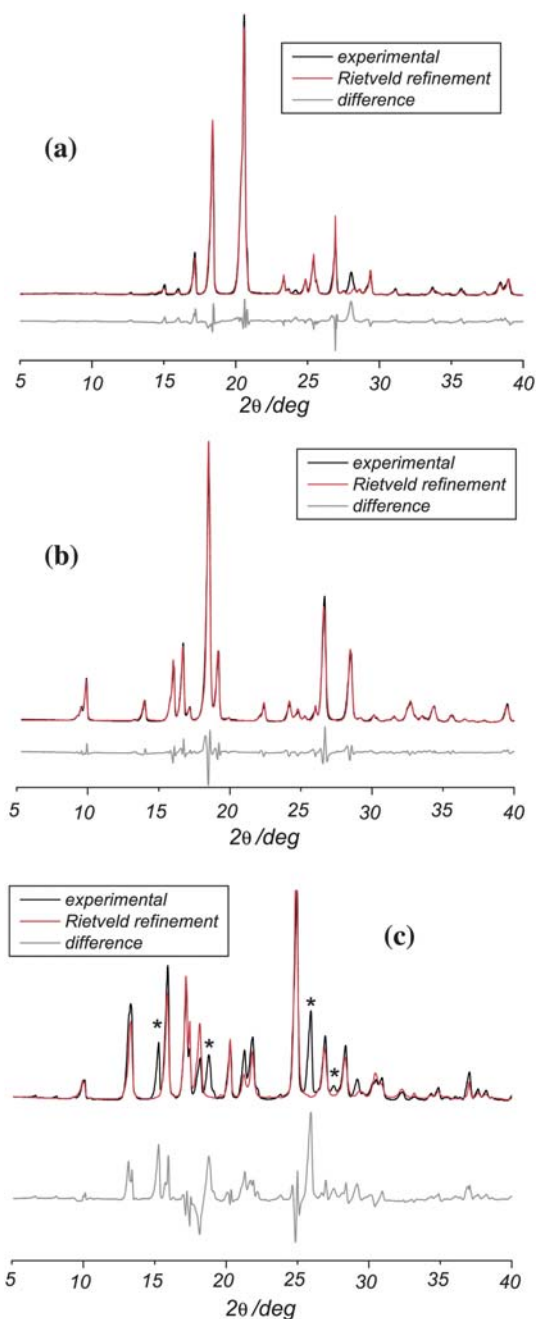 experimental
Rietveld refinement
difference
(a)
5 10 15 20 25 30 35 40
2θ /deg
experimental
Rietveld refinement
difference
(b)
5 10 15 20 25 30 35 40
2θ /deg
experimental
Rietveld refinement
difference
(c)
*
*
*
*
5 10 15 20 25 30 35 40
2θ /deg